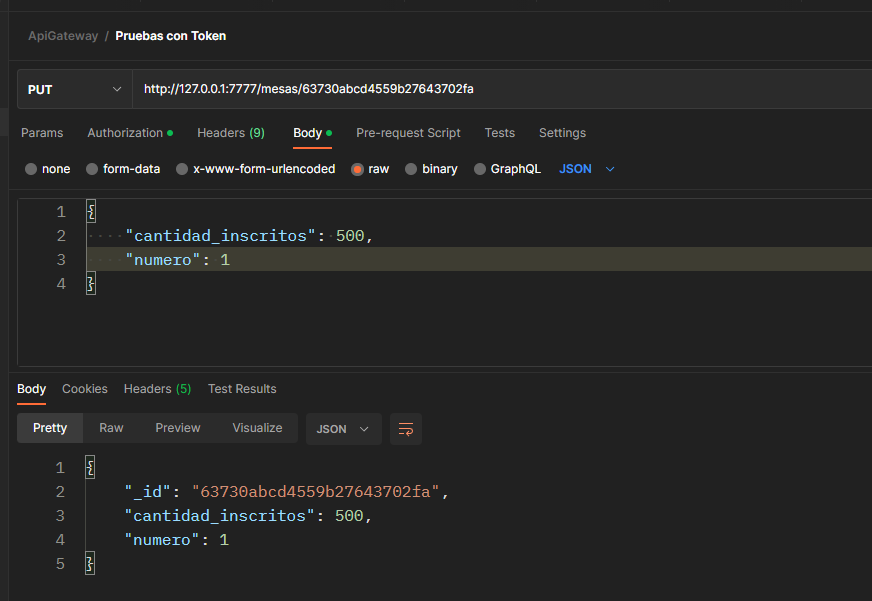 ApiGateway / Pruebas con Token
PUT http://127.0.0.1:7777/mesas/63730abcd4559b27643702fa
Params Authorization Headers (9) Body Pre-request Script Tests Settings
none form-data x-www-form-urlencoded raw binary GraphQL JSON
1 {
2 "cantidad_inscritos": 500,
3 "numero": 1
4 }
Body Cookies Headers (5) Test Results
Pretty Raw Preview Visualize JSON
1 {
2 "_id": "63730abcd4559b27643702fa",
3 "cantidad_inscritos": 500,
4 "numero": 1
5 }